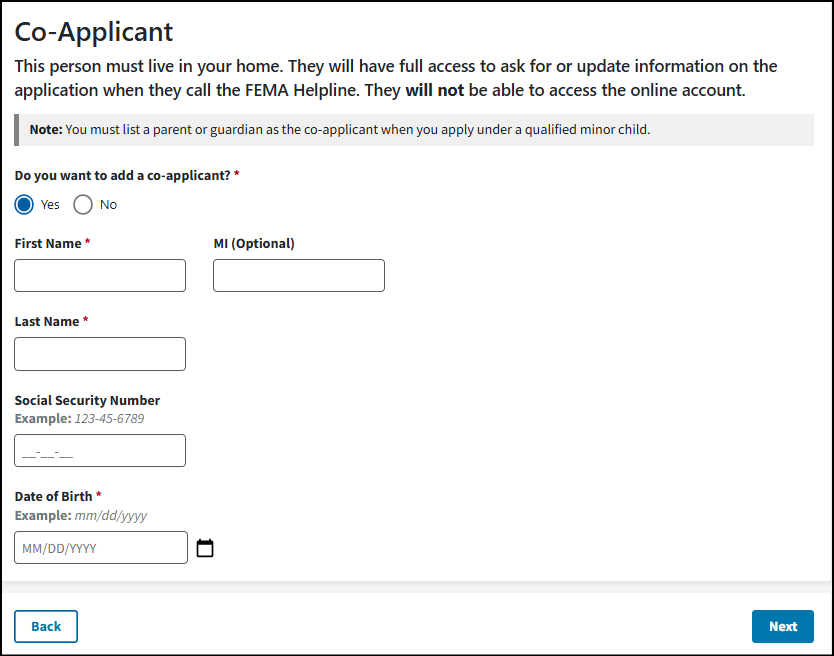 Co-Applicant
This person must live in your home. They will have full access to ask for or update information on the
application when they call the FEMA Helpline. They will not be able to access the online account.
Note: You must list a parent or guardian as the co-applicant when you apply under a qualified minor child.
Do you want to add a co-applicant? *
Yes No
First Name * MI (Optional)
Last Name *
Social Security Number
Example: 123-45-6789
__-__-__
Date of Birth *
Example: mm/dd/yyyy
MM/DD/YYYY
Back Next